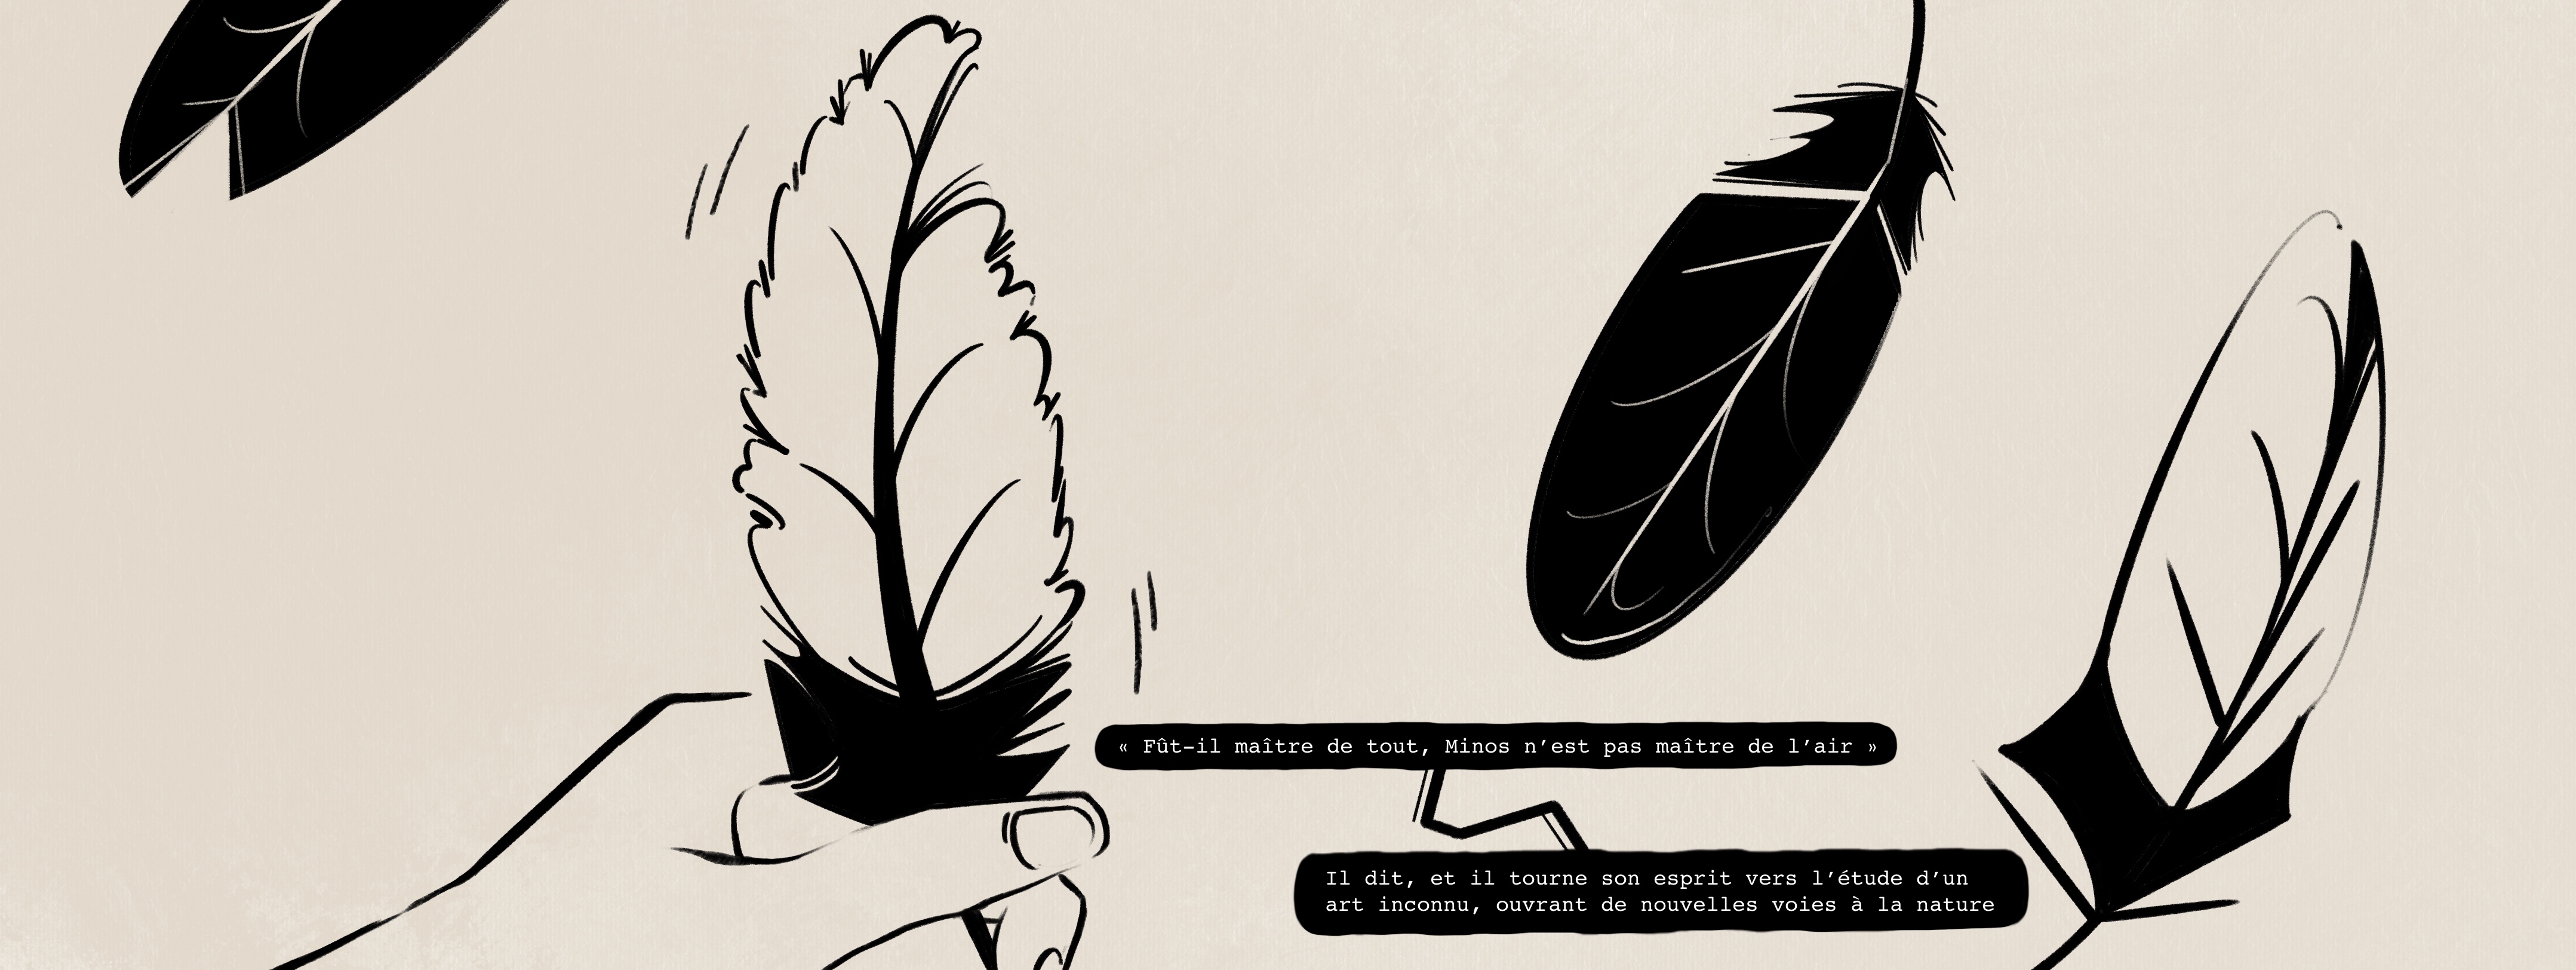 « Fût-il maître de tout, Minos n’est pas maître de l’air »
Il dit, et il tourne son esprit vers l’étude d’un
art inconnu, ouvrant de nouvelles voies à la nature